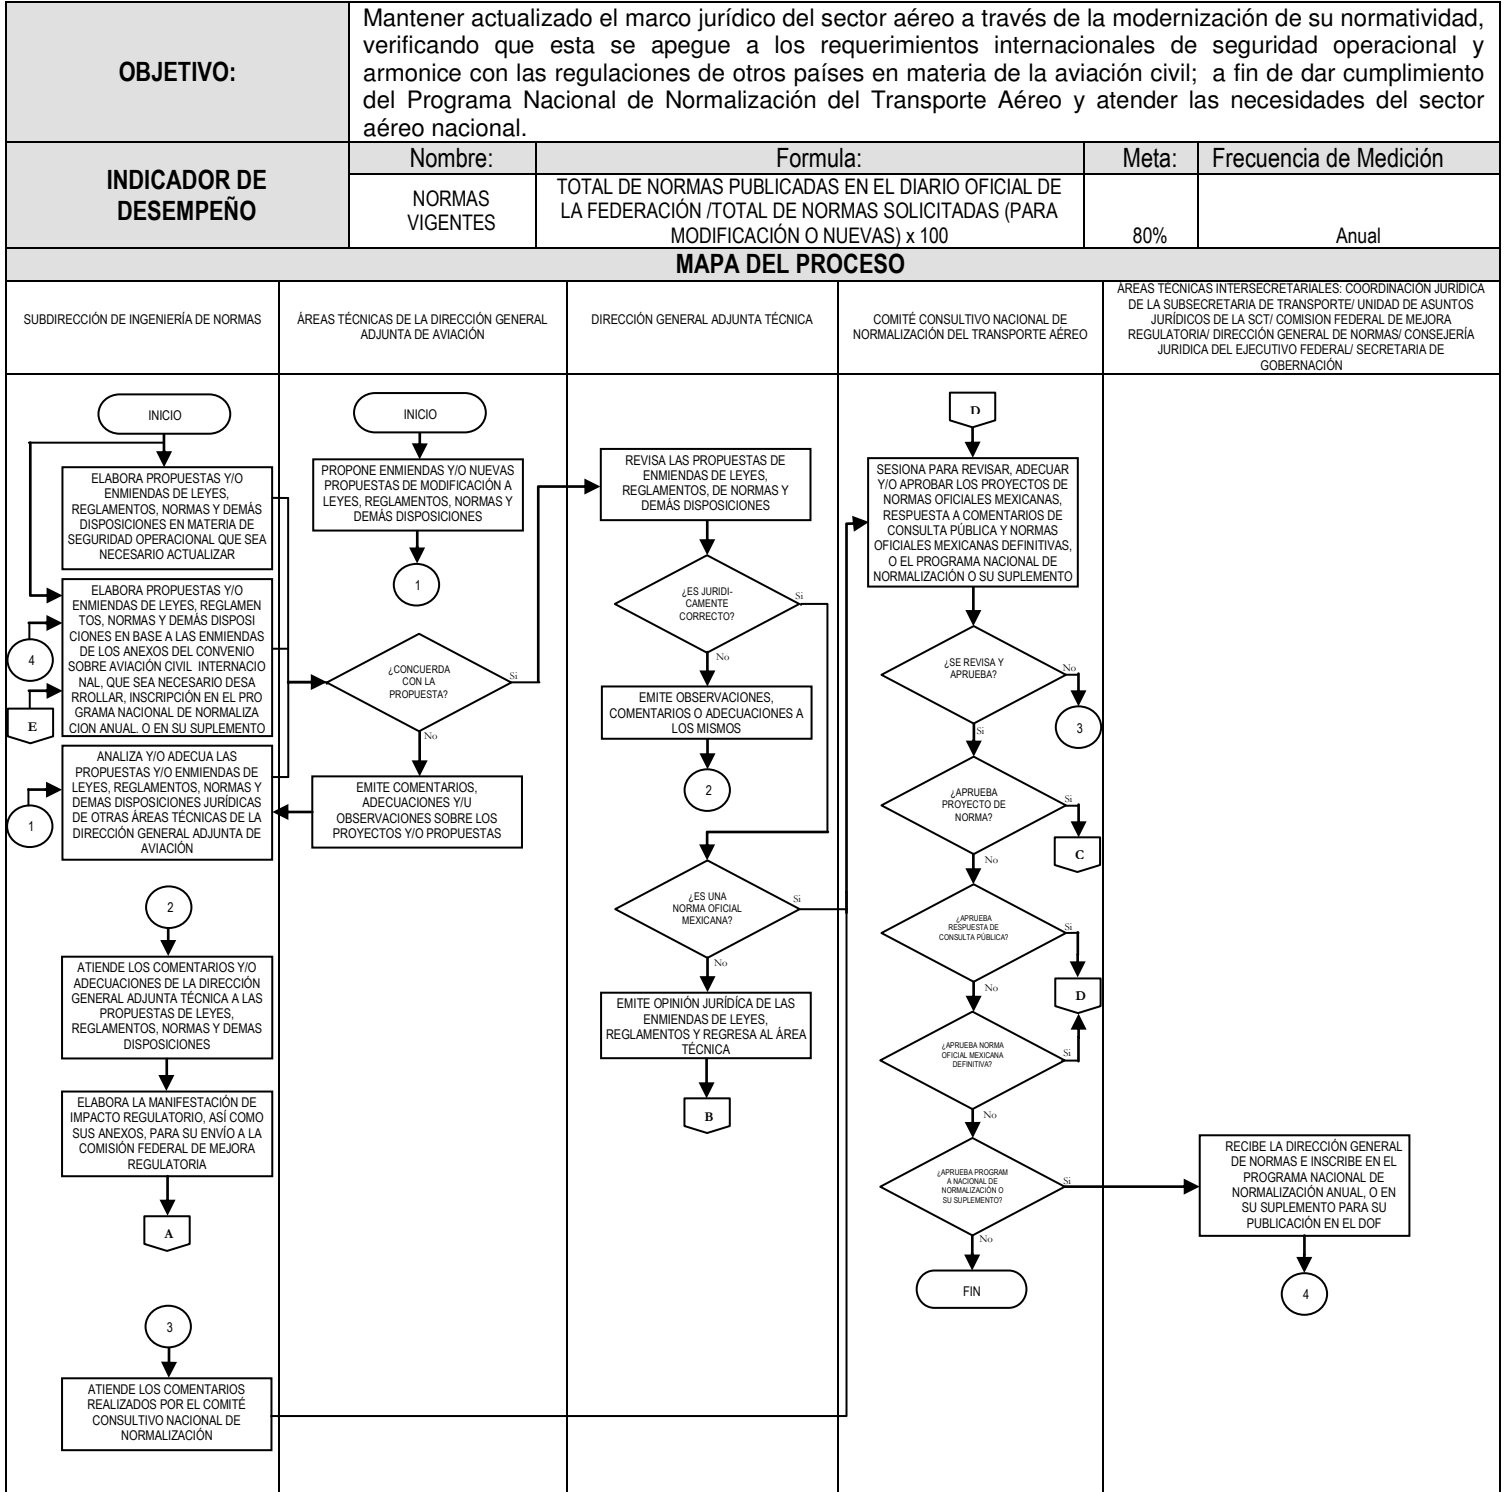 OBJETIVO:
Mantener actualizado el marco jurídico del sector aéreo a través de la modernización de su normatividad,
verificando que esta se apegue a los requerimientos internacionales de seguridad operacional y
armonice con las regulaciones de otros países en materia de la aviación civil; a fin de dar cumplimiento
del Programa Nacional de Normalización del Transporte Aéreo y atender las necesidades del sector
aéreo nacional.
INDICADOR DE
DESEMPEÑO
Nombre:
Formula:
Meta:
Frecuencia de Medición
NORMAS
VIGENTES
TOTAL DE NORMAS PUBLICADAS EN EL DIARIO OFICIAL DE
LA FEDERACIÓN /TOTAL DE NORMAS SOLICITADAS (PARA
MODIFICACIÓN O NUEVAS) x 100
80%
Anual
MAPA DEL PROCESO
SUBDIRECCIÓN DE INGENIERÍA DE NORMAS
ÁREAS TÉCNICAS DE LA DIRECCIÓN GENERAL
ADJUNTA DE AVIACIÓN
DIRECCIÓN GENERAL ADJUNTA TÉCNICA
COMITÉ CONSULTIVO NACIONAL DE
NORMALIZACIÓN DEL TRANSPORTE AÉREO
ÁREAS TÉCNICAS INTERSECRETARIALES: COORDINACIÓN JURÍDICA
DE LA SUBSECRETARIA DE TRANSPORTE/ UNIDAD DE ASUNTOS
JURÍDICOS DE LA SCT/ COMISION FEDERAL DE MEJORA
REGULATORIA/ DIRECCIÓN GENERAL DE NORMAS/ CONSEJERÍA
JURIDICA DEL EJECUTIVO FEDERAL/ SECRETARIA DE
GOBERNACIÓN
INICIO
ELABORA PROPUESTAS Y/O
ENMIENDAS DE LEYES,
REGLAMENTOS, NORMAS Y DEMÁS
DISPOSICIONES EN MATERIA DE
SEGURIDAD OPERACIONAL QUE SEA
NECESARIO ACTUALIZAR
ELABORA PROPUESTAS Y/O
ENMIENDAS DE LEYES, REGLAMEN
TOS, NORMAS Y DEMÁS DISPOSI
CIONES EN BASE A LAS ENMIENDAS
DE LOS ANEXOS DEL CONVENIO
SOBRE AVIACIÓN CIVIL INTERNACIO
NAL, QUE SEA NECESARIO DESA
RROLLAR, INSCRIPCIÓN EN EL PRO
GRAMA NACIONAL DE NORMALIZA
CION ANUAL. O EN SU SUPLEMENTO
4
E
ANALIZA Y/O ADECUA LAS
PROPUESTAS Y/O ENMIENDAS DE
LEYES, REGLAMENTOS, NORMAS Y
DEMAS DISPOSICIONES JURÍDICAS
DE OTRAS ÁREAS TÉCNICAS DE LA
DIRECCIÓN GENERAL ADJUNTA DE
AVIACIÓN
1
2
ATIENDE LOS COMENTARIOS Y/O
ADECUACIONES DE LA DIRECCIÓN
GENERAL ADJUNTA TÉCNICA A LAS
PROPUESTAS DE LEYES,
REGLAMENTOS, NORMAS Y DEMAS
DISPOSICIONES
ELABORA LA MANIFESTACIÓN DE
IMPACTO REGULATORIO, ASÍ COMO
SUS ANEXOS, PARA SU ENVÍO A LA
COMISIÓN FEDERAL DE MEJORA
REGULATORIA
A
3
ATIENDE LOS COMENTARIOS
REALIZADOS POR EL COMITÉ
CONSULTIVO NACIONAL DE
NORMALIZACIÓN
INICIO
PROPONE ENMIENDAS Y/O NUEVAS
PROPUESTAS DE MODIFICACIÓN A
LEYES, REGLAMENTOS, NORMAS Y
DEMÁS DISPOSICIONES
1
¿CONCUERDA
CON LA
PROPUESTA?
Si
No
EMITE COMENTARIOS,
ADECUACIONES Y/U
OBSERVACIONES SOBRE LOS
PROYECTOS Y/O PROPUESTAS
REVISA LAS PROPUESTAS DE
ENMIENDAS DE LEYES,
REGLAMENTOS, DE NORMAS Y
DEMÁS DISPOSICIONES
¿ES JURIDI-
CAMENTE
CORRECTO?
Si
No
EMITE OBSERVACIONES,
COMENTARIOS O ADECUACIONES A
LOS MISMOS
2
¿ES UNA
NORMA OFICIAL
MEXICANA?
Si
No
EMITE OPINIÓN JURÍDÍCA DE LAS
ENMIENDAS DE LEYES,
REGLAMENTOS Y REGRESA AL ÁREA
TÉCNICA
B
D
SESIONA PARA REVISAR, ADECUAR
Y/O APROBAR LOS PROYECTOS DE
NORMAS OFICIALES MEXICANAS,
RESPUESTA A COMENTARIOS DE
CONSULTA PÚBLICA Y NORMAS
OFICIALES MEXICANAS DEFINITIVAS,
O EL PROGRAMA NACIONAL DE
NORMALIZACIÓN O SU SUPLEMENTO
¿SE REVISA Y
APRUEBA?
No
3
Si
¿APRUEBA
PROYECTO DE
NORMA?
Si
C
No
¿APRUEBA
RESPUESTA DE
CONSULTA PÚBLICA?
Si
D
No
¿APRUEBA NORMA
OFICIAL MEXICANA
DEFINITIVA?
Si
No
¿APRUEBA PROGRAM
A NACIONAL DE
NORMALIZACIÓN O
SU SUPLEMENTO?
Si
No
FIN
RECIBE LA DIRECCIÓN GENERAL
DE NORMAS E INSCRIBE EN EL
PROGRAMA NACIONAL DE
NORMALIZACIÓN ANUAL, O EN
SU SUPLEMENTO PARA SU
PUBLICACIÓN EN EL DOF
4